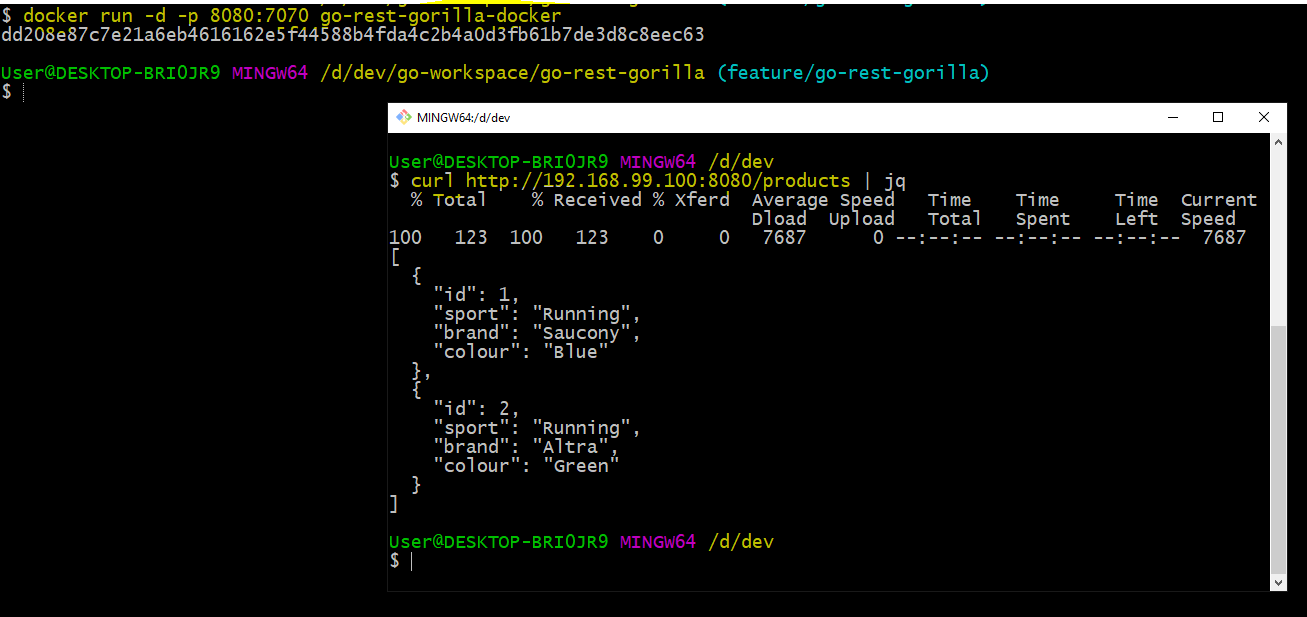 $ docker run -d -p 8080:7070 go-rest-gorilla-docker
dd208e87c7e21a6eb4616162e5f44588b4fda4c2b4a0d3fb61b7de3d8c8eec63
User@DESKTOP-BRI0JR9 MINGW64 /d/dev/go-workspace/go-rest-gorilla (feature/go-rest-gorilla)
$
MINGW64:/d/dev
User@DESKTOP-BRI0JR9 MINGW64 /d/dev
$ curl http://192.168.99.100:8080/products | jq
% Total % Received % Xferd Average Speed Time Time Time Current
Dload Upload Total Spent Left Speed
100 123 100 123 0 0 7687 0 --:--:-- --:--:-- --:--:-- 7687
[
{
"id": 1,
"sport": "Running",
"brand": "Saucony",
"colour": "Blue"
},
{
"id": 2,
"sport": "Running",
"brand": "Altra",
"colour": "Green"
}
]
User@DESKTOP-BRI0JR9 MINGW64 /d/dev
$